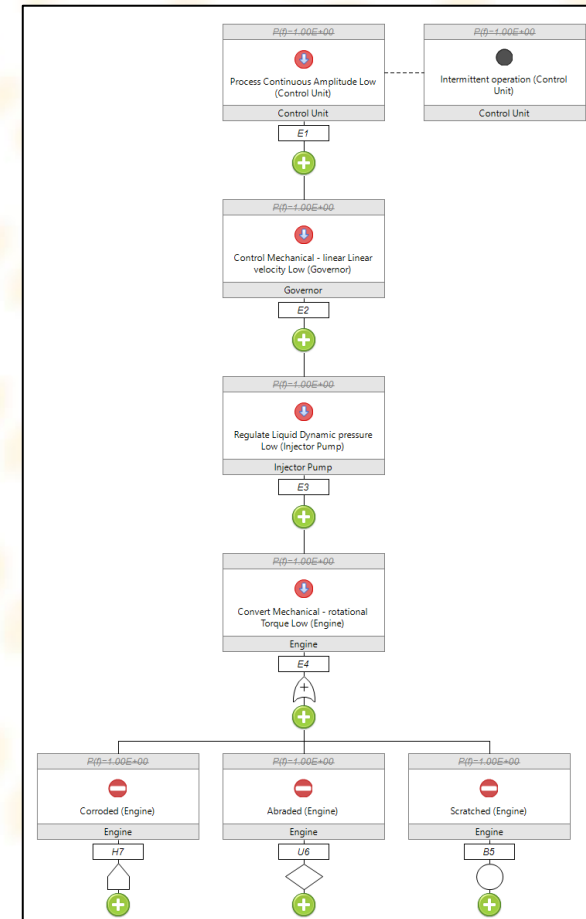 P(f)=1.00E+00
Process Continuous Amplitude Low
(Control Unit)
Control Unit
E1
P(f)=1.00E+00
Intermittent operation (Control
Unit)
Control Unit
P(f)=1.00E+00
Control Mechanical - linear Linear
velocity Low (Governor)
Governor
E2
P(f)=1.00E+00
Regulate Liquid Dynamic pressure
Low (Injector Pump)
Injector Pump
E3
P(f)=1.00E+00
Convert Mechanical - rotational
Torque Low (Engine)
Engine
E4
P(f)=1.00E+00
Corroded (Engine)
Engine
H7
P(f)=1.00E+00
Abraded (Engine)
Engine
U6
P(f)=1.00E+00
Scratched (Engine)
Engine
B5